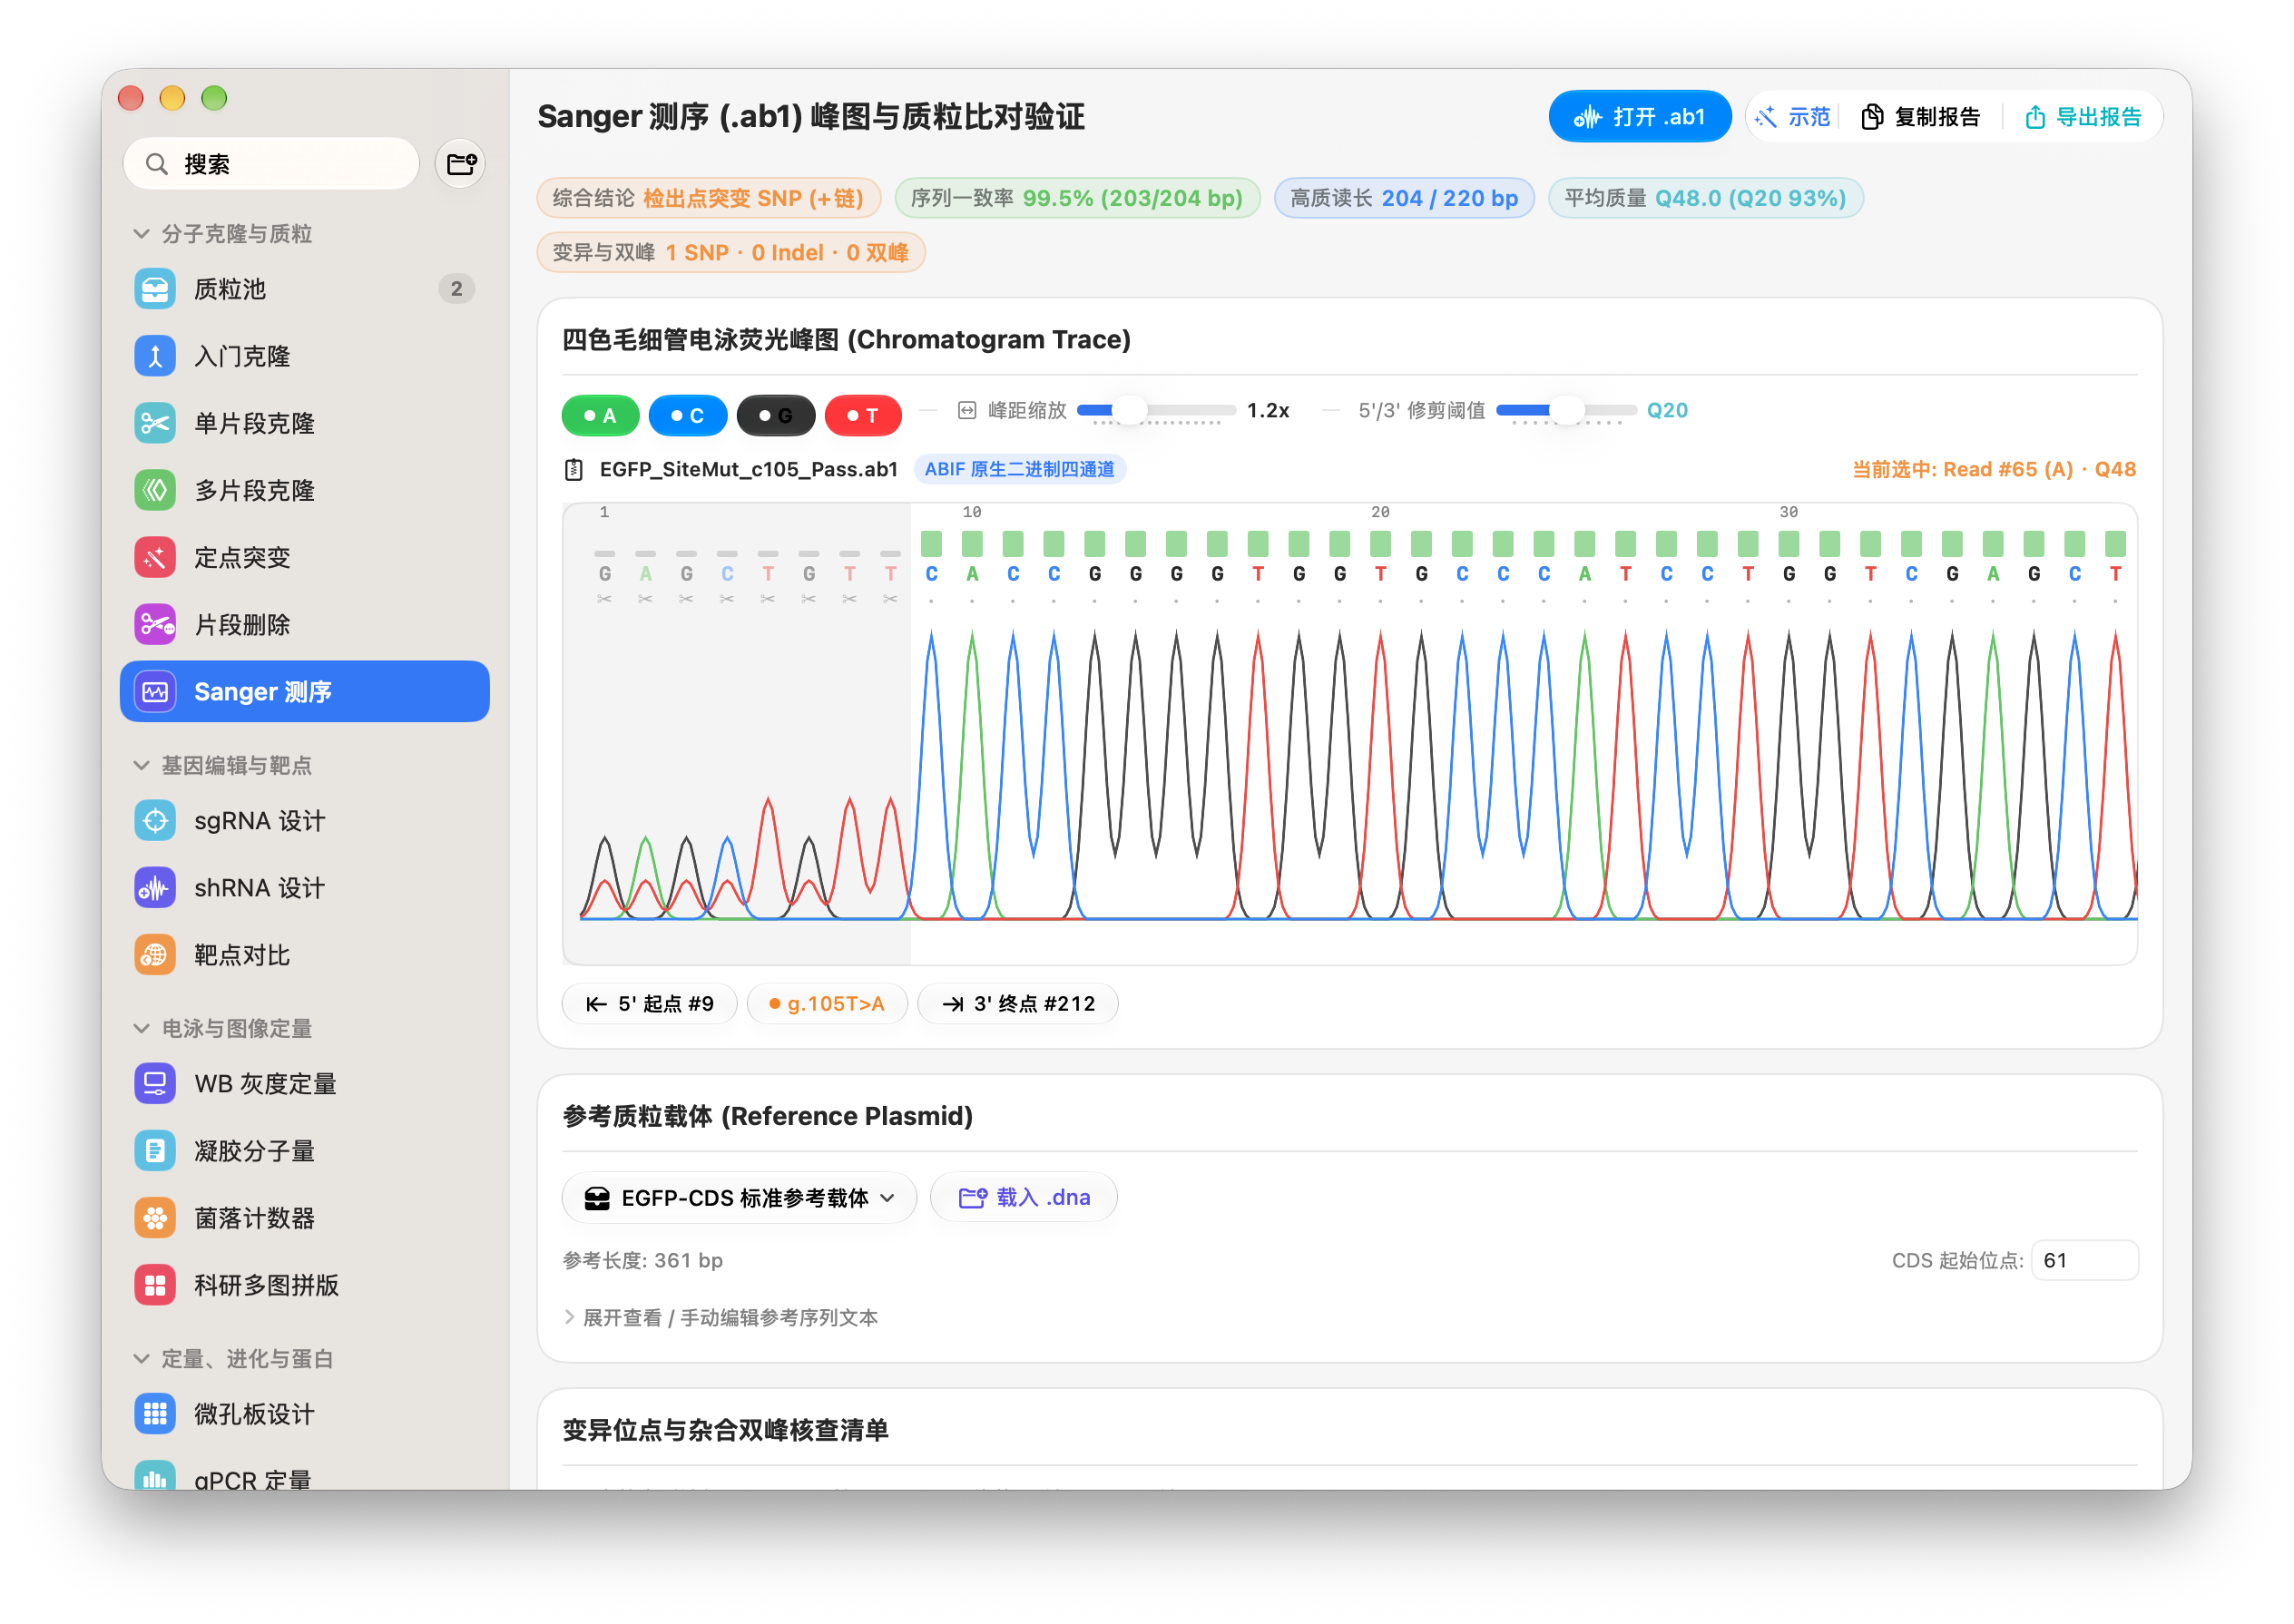 搜索
分子克隆与质粒
质粒池 2
入门克隆
单片段克隆
多片段克隆
定点突变
片段删除
Sanger 测序
基因编辑与靶点
sgRNA 设计
shRNA 设计
靶点对比
电泳与图像定量
WB 灰度定量
凝胶分子量
菌落计数器
科研多图拼版
定量、进化与蛋白
微孔板设计
qPCR 定量
Sanger 测序 (.ab1) 峰图与质粒比对验证
打开 .ab1 示范 复制报告 导出报告
综合结论 检出点突变 SNP (+链) 序列一致率 99.5% (203/204 bp) 高质读长 204 / 220 bp 平均质量 Q48.0 (Q20 93%)
变异与双峰 1 SNP · 0 Indel · 0 双峰
四色毛细管电泳荧光峰图 (Chromatogram Trace)
A C G T 峰距缩放 1.2x 5'/3' 修剪阈值 Q20
EGFP_SiteMut_c105_Pass.ab1 ABIF 原生二进制四通道 当前选中: Read #65 (A) · Q48
1 10 20 30
G A G C T G T T C A C C G G G G T G G T G C C C A T C C T G G T C G A G C T
5' 起点 #9 g.105T>A 3' 终点 #212
参考质粒载体 (Reference Plasmid)
EGFP-CDS 标准参考载体 载入 .dna
参考长度: 361 bp CDS 起始位点: 61
展开查看 / 手动编辑参考序列文本
变异位点与杂合双峰核查清单